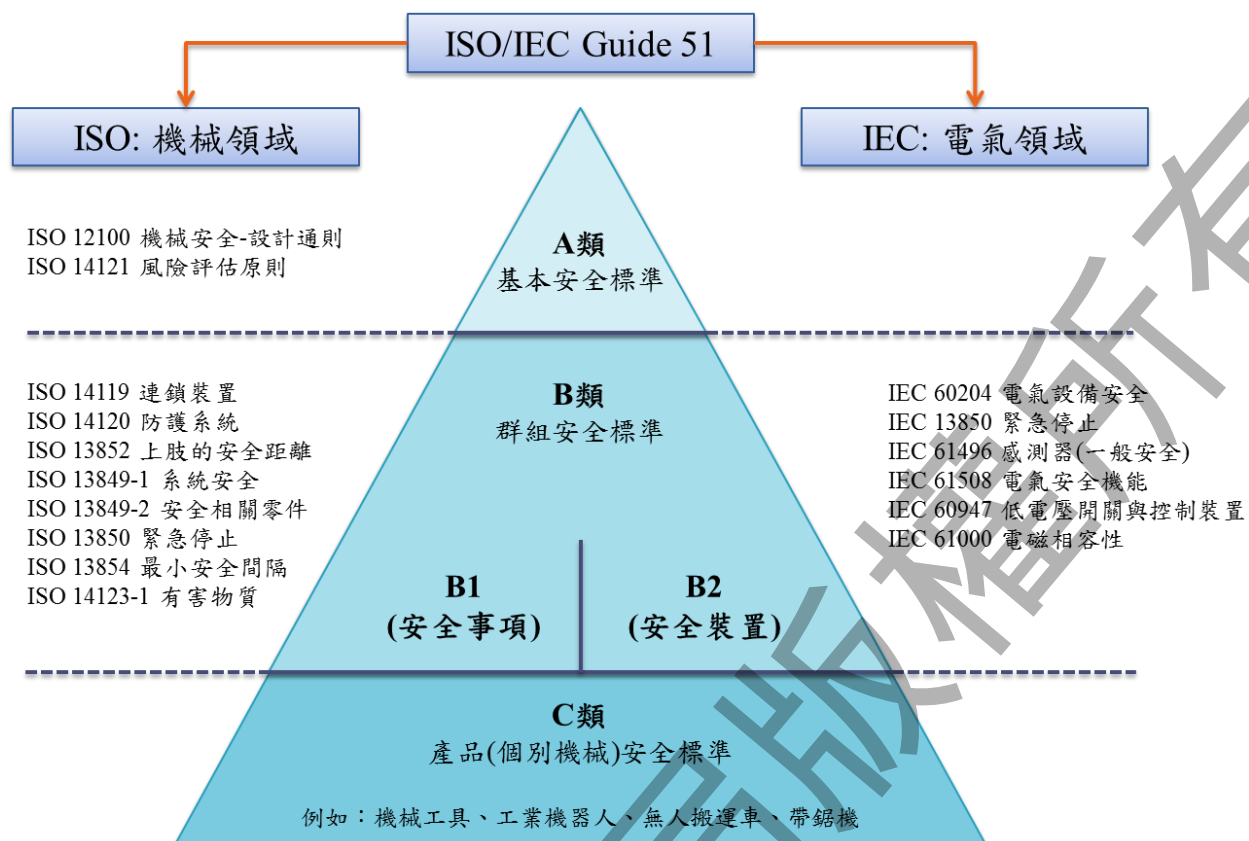 ISO/IEC Guide 51
ISO: 機械領域
IEC: 電氣領域
ISO 12100 機械安全-設計通則
ISO 14121 風險評估原則
A類
基本安全標準
ISO 14119 連鎖裝置
ISO 14120 防護系統
ISO 13852 上肢的安全距離
ISO 13849-1 系統安全
ISO 13849-2 安全相關零件
ISO 13850 緊急停止
ISO 13854 最小安全間隔
ISO 14123-1 有害物質
B類
群組安全標準
B1
(安全事項)
B2
(安全裝置)
IEC 60204 電氣設備安全
IEC 13850 緊急停止
IEC 61496 感測器(一般安全)
IEC 61508 電氣安全機能
IEC 60947 低電壓開關與控制裝置
IEC 61000 電磁相容性
C類
產品(個別機械)安全標準
例如：機械工具、工業機器人、無人搬運車、帶鋸機
局版權所有